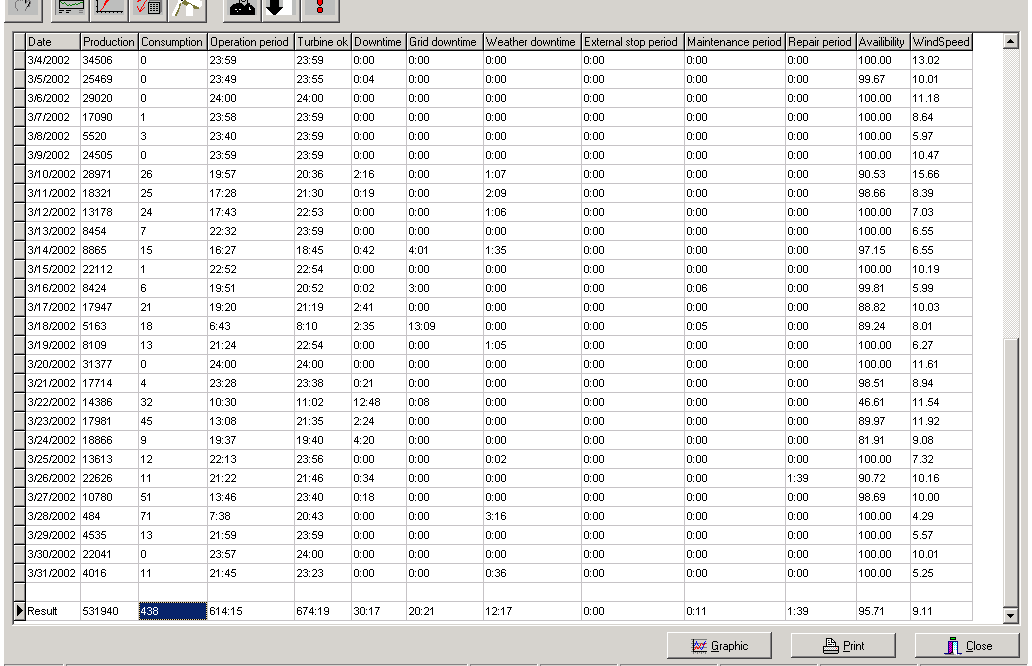 Date Production Consumption Operation period Turbine ok Downtime Grid downtime Weather downtime External stop period Maintenance period Repair period Availibility WindSpeed
3/4/2002 34506 0 23:59 23:59 0:00 0:00 0:00 0:00 0:00 0:00 100.00 13.02
3/5/2002 25469 0 23:49 23:55 0:04 0:00 0:00 0:00 0:00 0:00 99.67 10.01
3/6/2002 29020 0 24:00 24:00 0:00 0:00 0:00 0:00 0:00 0:00 100.00 11.18
3/7/2002 17090 1 23:58 23:59 0:00 0:00 0:00 0:00 0:00 0:00 100.00 8.64
3/8/2002 5520 3 23:40 23:59 0:00 0:00 0:00 0:00 0:00 0:00 100.00 5.97
3/9/2002 24505 0 23:59 23:59 0:00 0:00 0:00 0:00 0:00 0:00 100.00 10.47
3/10/2002 28971 26 19:57 20:36 2:16 0:00 1:07 0:00 0:00 0:00 90.53 15.66
3/11/2002 18321 25 17:28 21:30 0:19 0:00 2:09 0:00 0:00 0:00 98.66 8.39
3/12/2002 13178 24 17:43 22:53 0:00 0:00 1:06 0:00 0:00 0:00 100.00 7.03
3/13/2002 8454 7 22:32 23:59 0:00 0:00 0:00 0:00 0:00 0:00 100.00 6.55
3/14/2002 8865 15 16:27 18:45 0:42 4:01 1:35 0:00 0:00 0:00 97.15 6.55
3/15/2002 22112 1 22:52 22:54 0:00 0:00 0:00 0:00 0:00 0:00 100.00 10.19
3/16/2002 8424 6 19:51 20:52 0:02 3:00 0:00 0:00 0:06 0:00 99.81 5.99
3/17/2002 17947 21 19:20 21:19 2:41 0:00 0:00 0:00 0:00 0:00 88.82 10.03
3/18/2002 5163 18 6:43 8:10 2:35 13:09 0:00 0:00 0:05 0:00 89.24 8.01
3/19/2002 8109 13 21:24 22:54 0:00 0:00 1:05 0:00 0:00 0:00 100.00 6.27
3/20/2002 31377 0 24:00 24:00 0:00 0:00 0:00 0:00 0:00 0:00 100.00 11.61
3/21/2002 17714 4 23:28 23:38 0:21 0:00 0:00 0:00 0:00 0:00 98.51 8.94
3/22/2002 14386 32 10:30 11:02 12:48 0:08 0:00 0:00 0:00 0:00 46.61 11.54
3/23/2002 17981 45 13:08 21:35 2:24 0:00 0:00 0:00 0:00 0:00 89.97 11.92
3/24/2002 18866 9 19:37 19:40 4:20 0:00 0:00 0:00 0:00 0:00 81.91 9.08
3/25/2002 13613 12 22:13 23:56 0:00 0:00 0:02 0:00 0:00 0:00 100.00 7.32
3/26/2002 22626 11 21:22 21:46 0:34 0:00 0:00 0:00 0:00 1:39 90.72 10.16
3/27/2002 10780 51 13:46 23:40 0:18 0:00 0:00 0:00 0:00 0:00 98.69 10.00
3/28/2002 484 71 7:38 20:43 0:00 0:00 3:16 0:00 0:00 0:00 100.00 4.29
3/29/2002 4535 13 21:59 23:59 0:00 0:00 0:00 0:00 0:00 0:00 100.00 5.57
3/30/2002 22041 0 23:57 24:00 0:00 0:00 0:00 0:00 0:00 0:00 100.00 10.01
3/31/2002 4016 11 21:45 23:23 0:00 0:00 0:36 0:00 0:00 0:00 100.00 5.25
Result 531940 438 614:15 674:19 30:17 20:21 12:17 0:00 0:11 1:39 95.71 9.11
Graphic Print Close